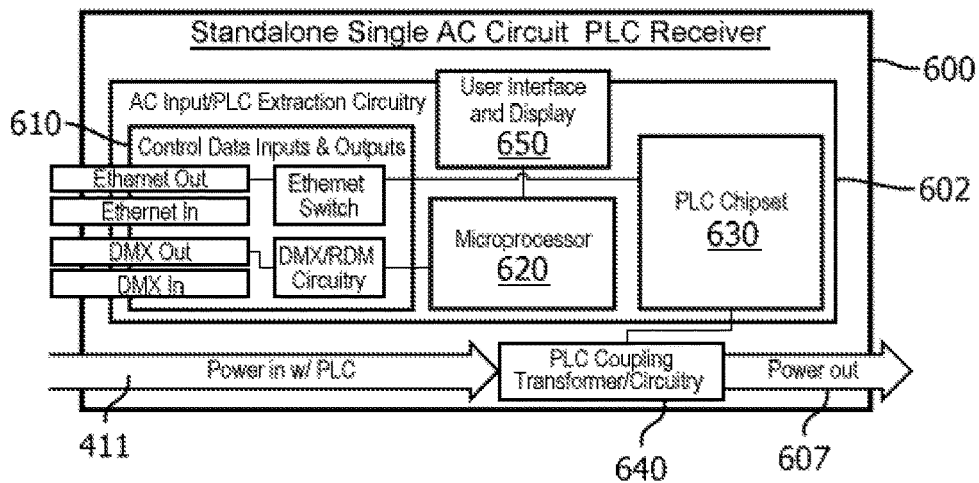 Standalone Single AC Circuit PLC Receiver
600
AC Input/PLC Extraction Circuitry
User Interface
and Display
650
610
Control Data Inputs & Outputs
602
Ethernet Out
Ethernet In
Ethernet
Switch
PLC Chipset
630
Microprocessor
620
DMX Out
DMX In
DMX/RDM
Circuitry
Power in w/ PLC
PLC Coupling
Transformer/Circuitry
Power out
411
640
607